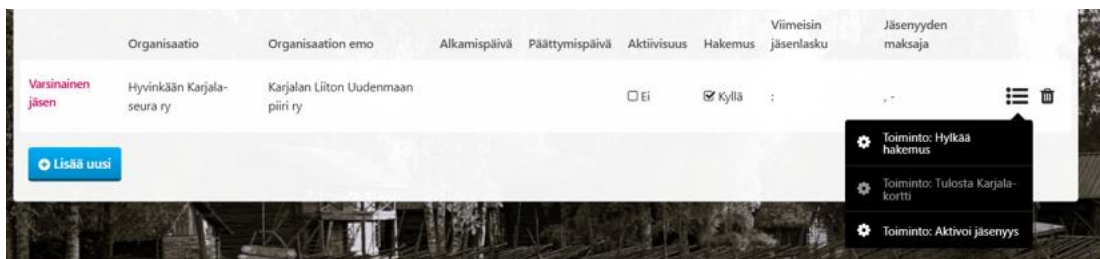 Organisaatio Organisaation emo Alkamispäivä Päättymispäivä Aktiivisuus Hakemus Viimeisin jäsenlasku Jäsenyyden maksaja
Varsinainen jäsen Hyvinkään Karjala-seura ry Karjalan Liiton Uudenmaan piiri ry Ei Kyllä : , -
Toiminto: Hylkää
hakemus
Lisää uusi
Toiminto: Tulosta Karjala-
kortti
Toiminto: Aktivoi jäsenyys